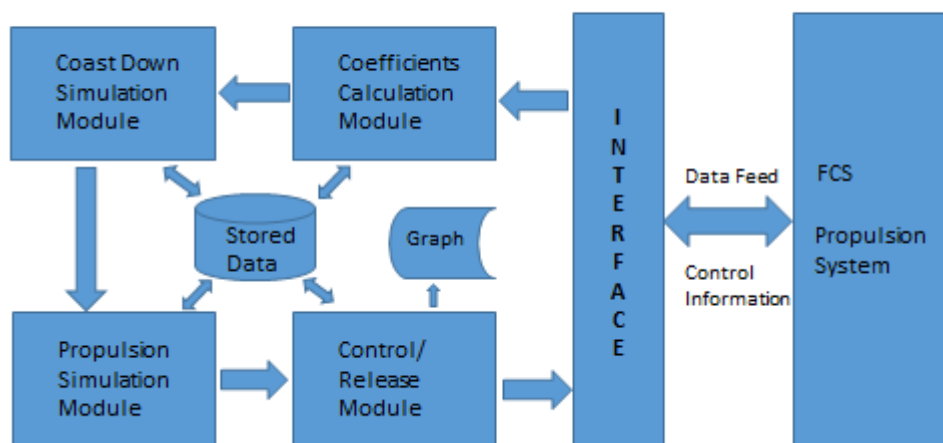 Coast Down
Simulation
Module
Coefficients
Calculation
Module
I
N
T
E
R
F
A
C
E
Data Feed
Control
Information
FCS
Propulsion
System
Stored
Data
Graph
Propulsion
Simulation
Module
Control/
Release
Module